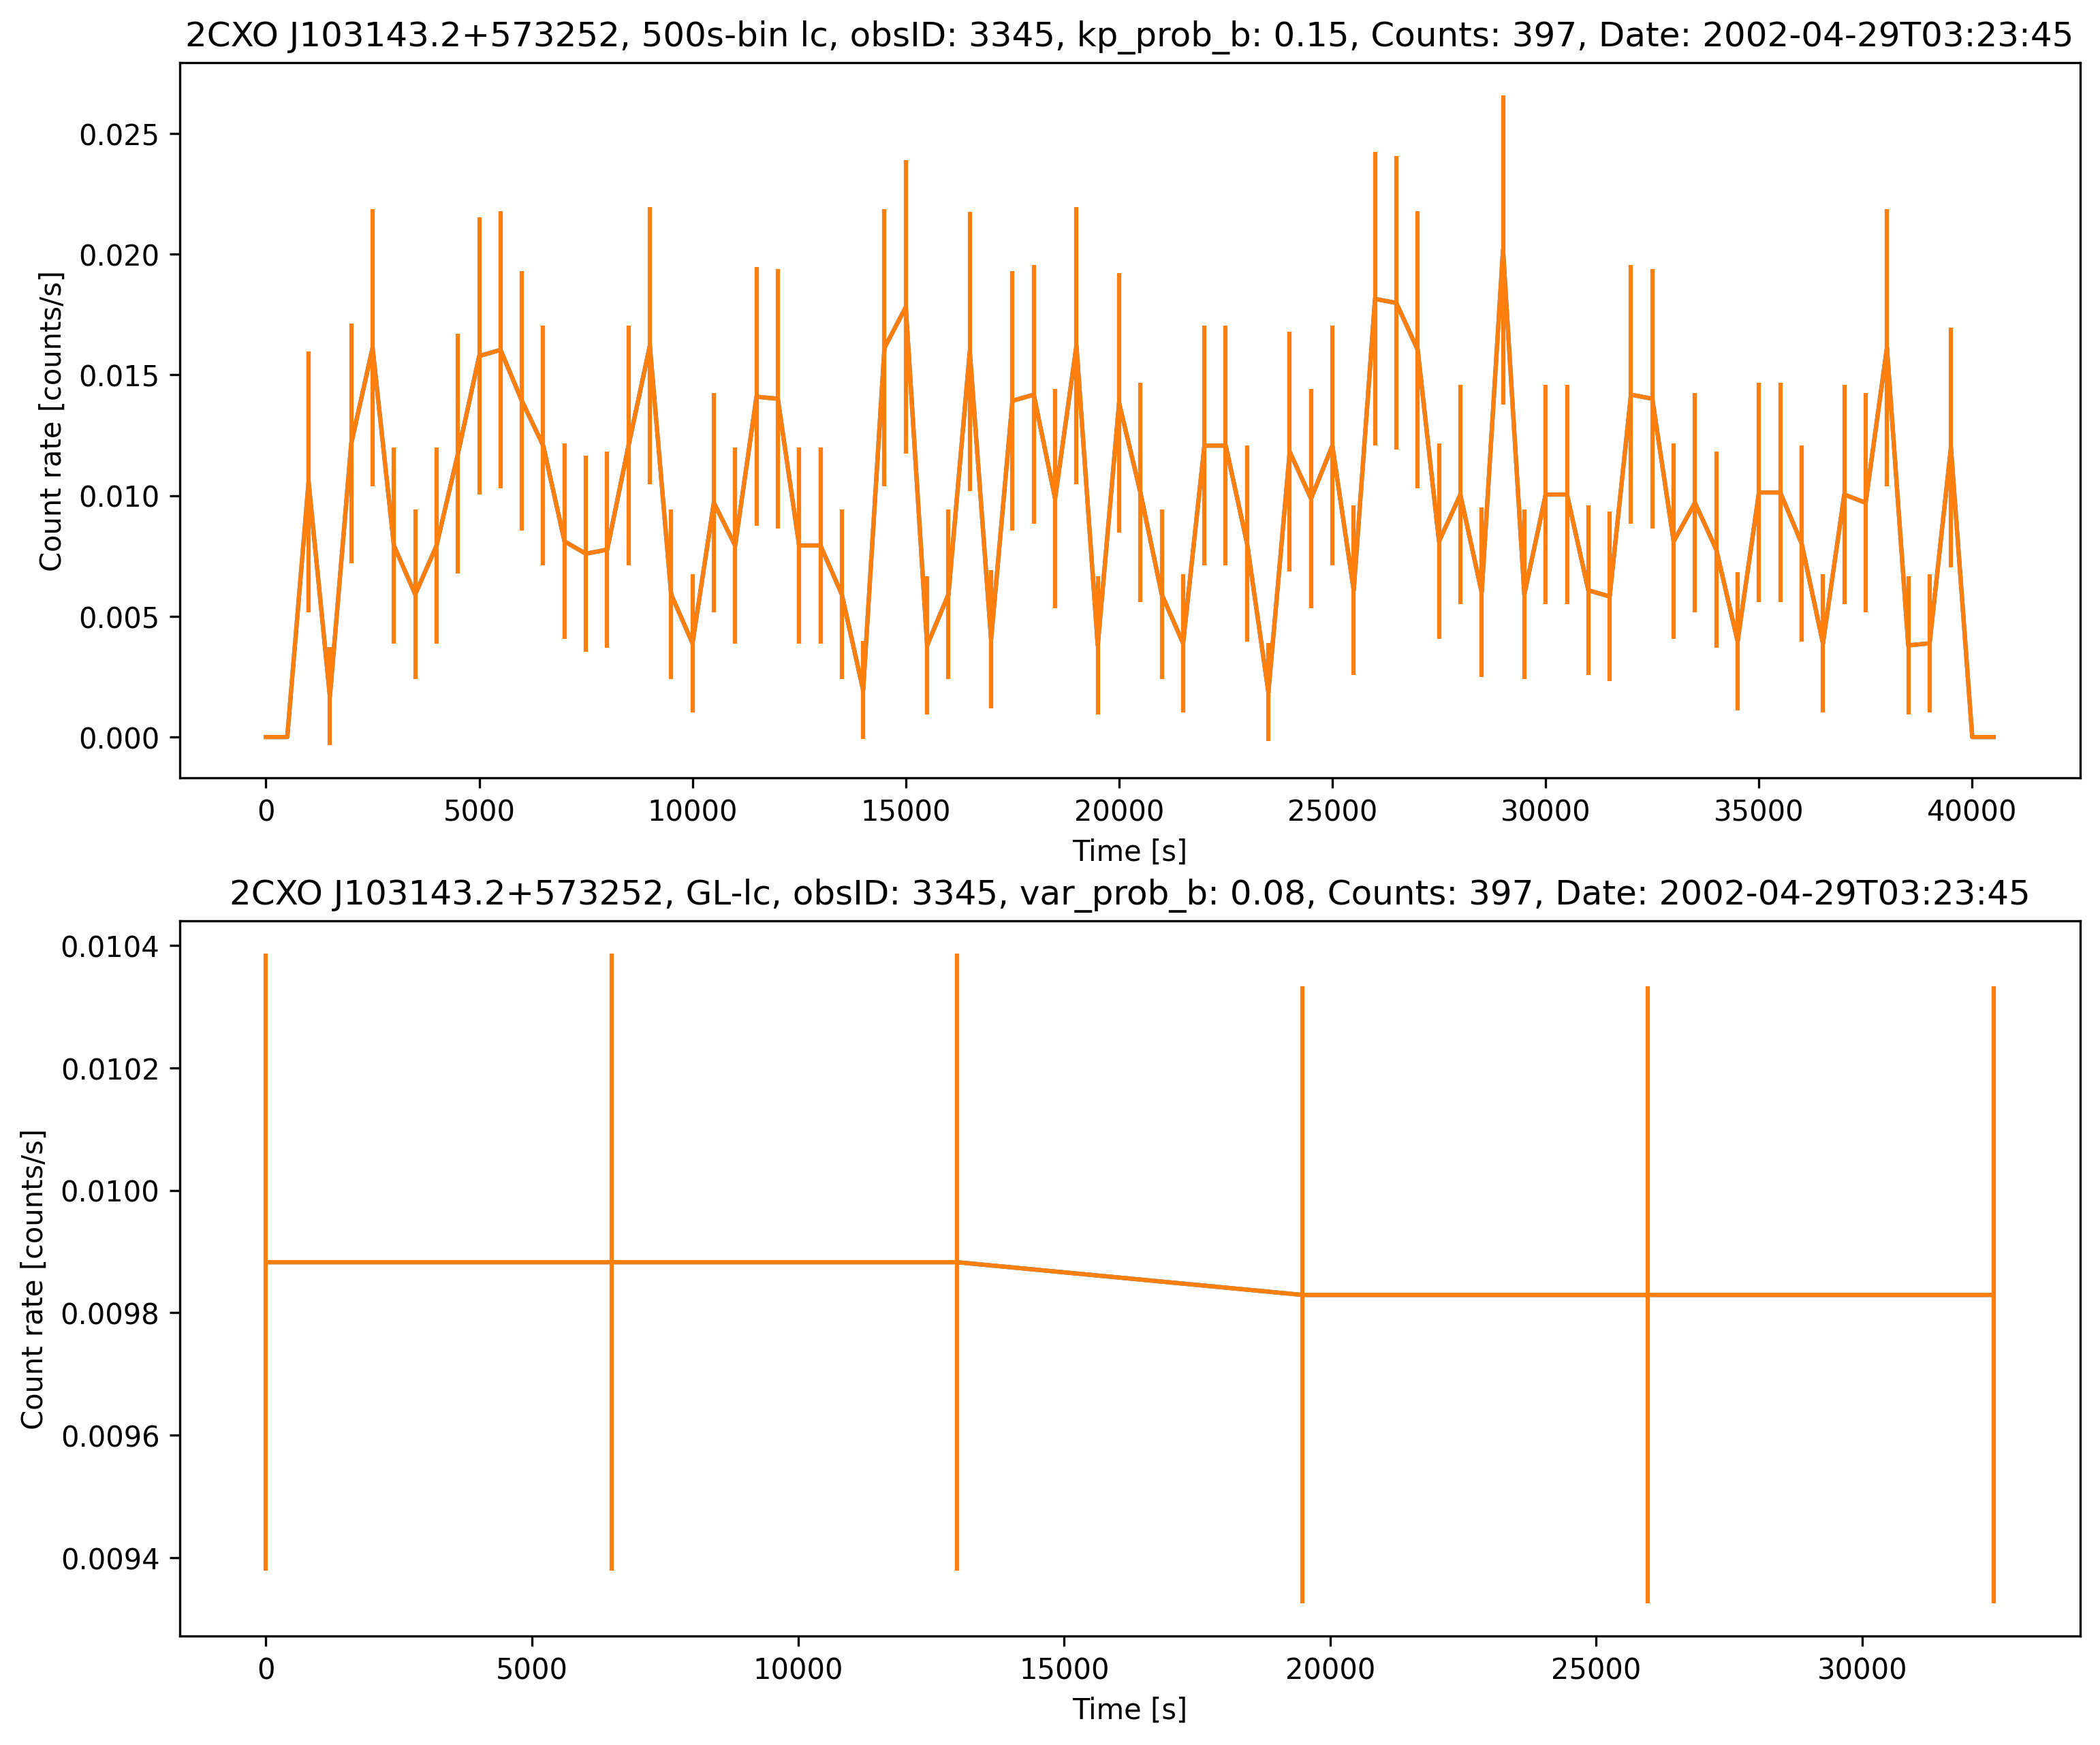 2CXO J103143.2+573252, 500s-bin lc, obsID: 3345, kp_prob_b: 0.15, Counts: 397, Date: 2002-04-29T03:23:45
0.025
0.020
0.015
0.010
0.005
0.000
Count rate [counts/s]
0 5000 10000 15000 20000 25000 30000 35000 40000
Time [s]
2CXO J103143.2+573252, GL-lc, obsID: 3345, var_prob_b: 0.08, Counts: 397, Date: 2002-04-29T03:23:45
0.0104
0.0102
0.0100
0.0098
0.0096
0.0094
Count rate [counts/s]
0 5000 10000 15000 20000 25000 30000
Time [s]